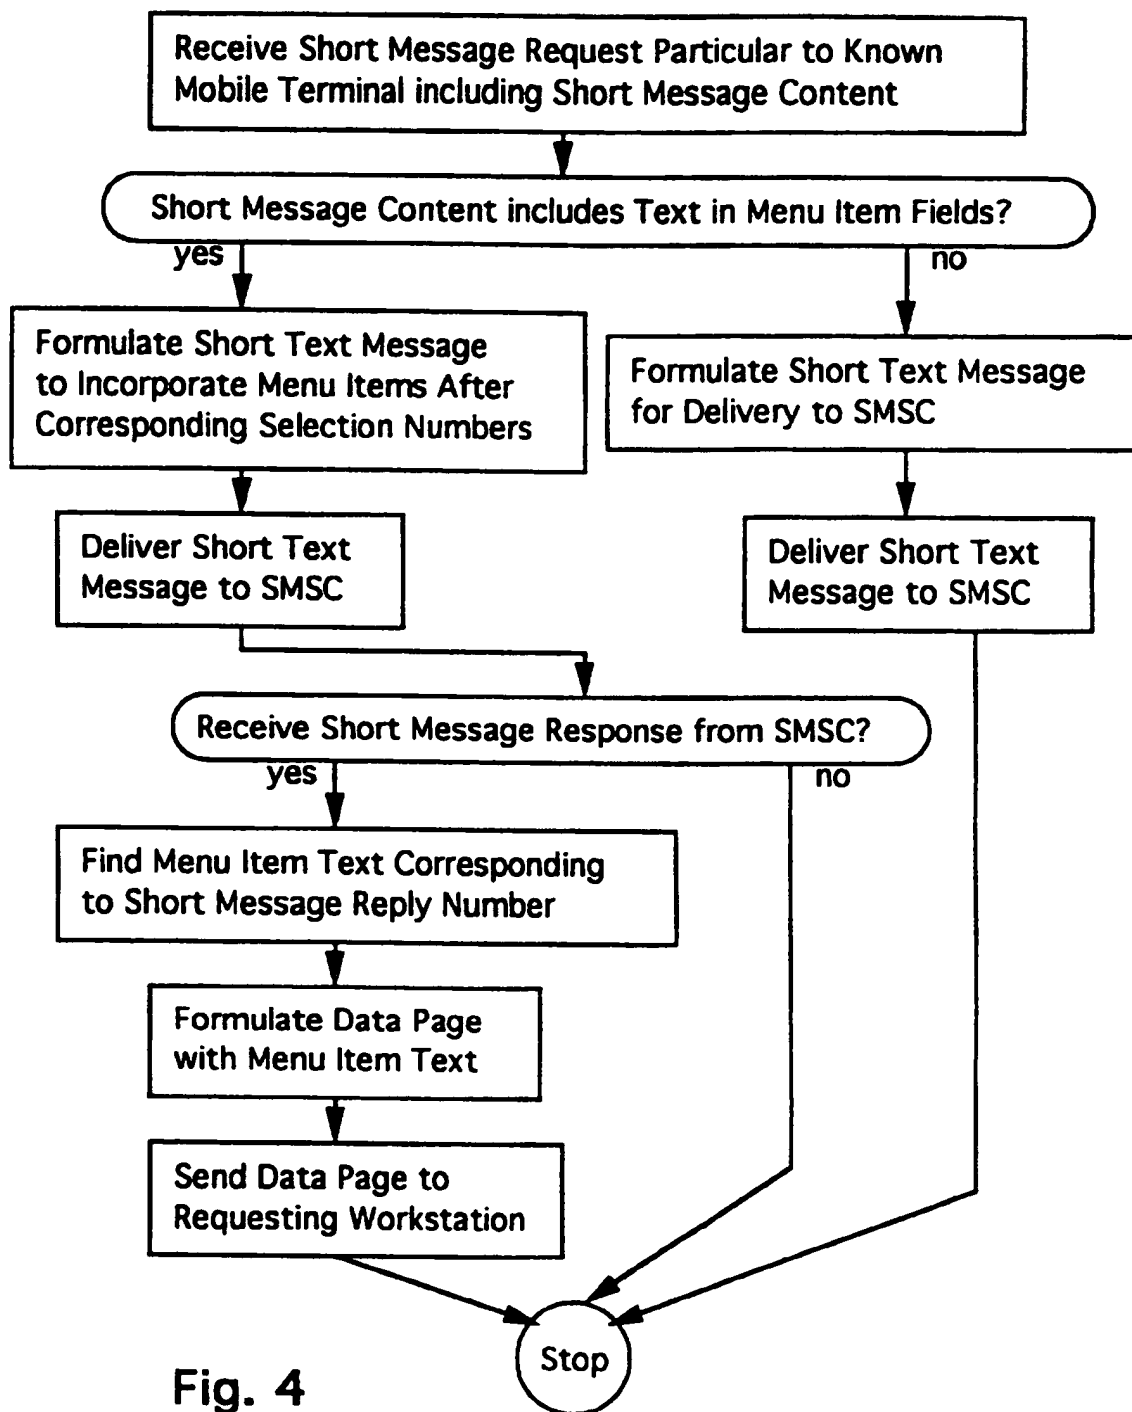 Receive Short Message Request Particular to Known
Mobile Terminal including Short Message Content
Short Message Content includes Text in Menu Item Fields?
yes
no
Formulate Short Text Message
to Incorporate Menu Items After
Corresponding Selection Numbers
Formulate Short Text Message
for Delivery to SMSC
Deliver Short Text
Message to SMSC
Deliver Short Text
Message to SMSC
Receive Short Message Response from SMSC?
yes
no
Find Menu Item Text Corresponding
to Short Message Reply Number
Formulate Data Page
with Menu Item Text
Send Data Page to
Requesting Workstation
Stop
Fig. 4